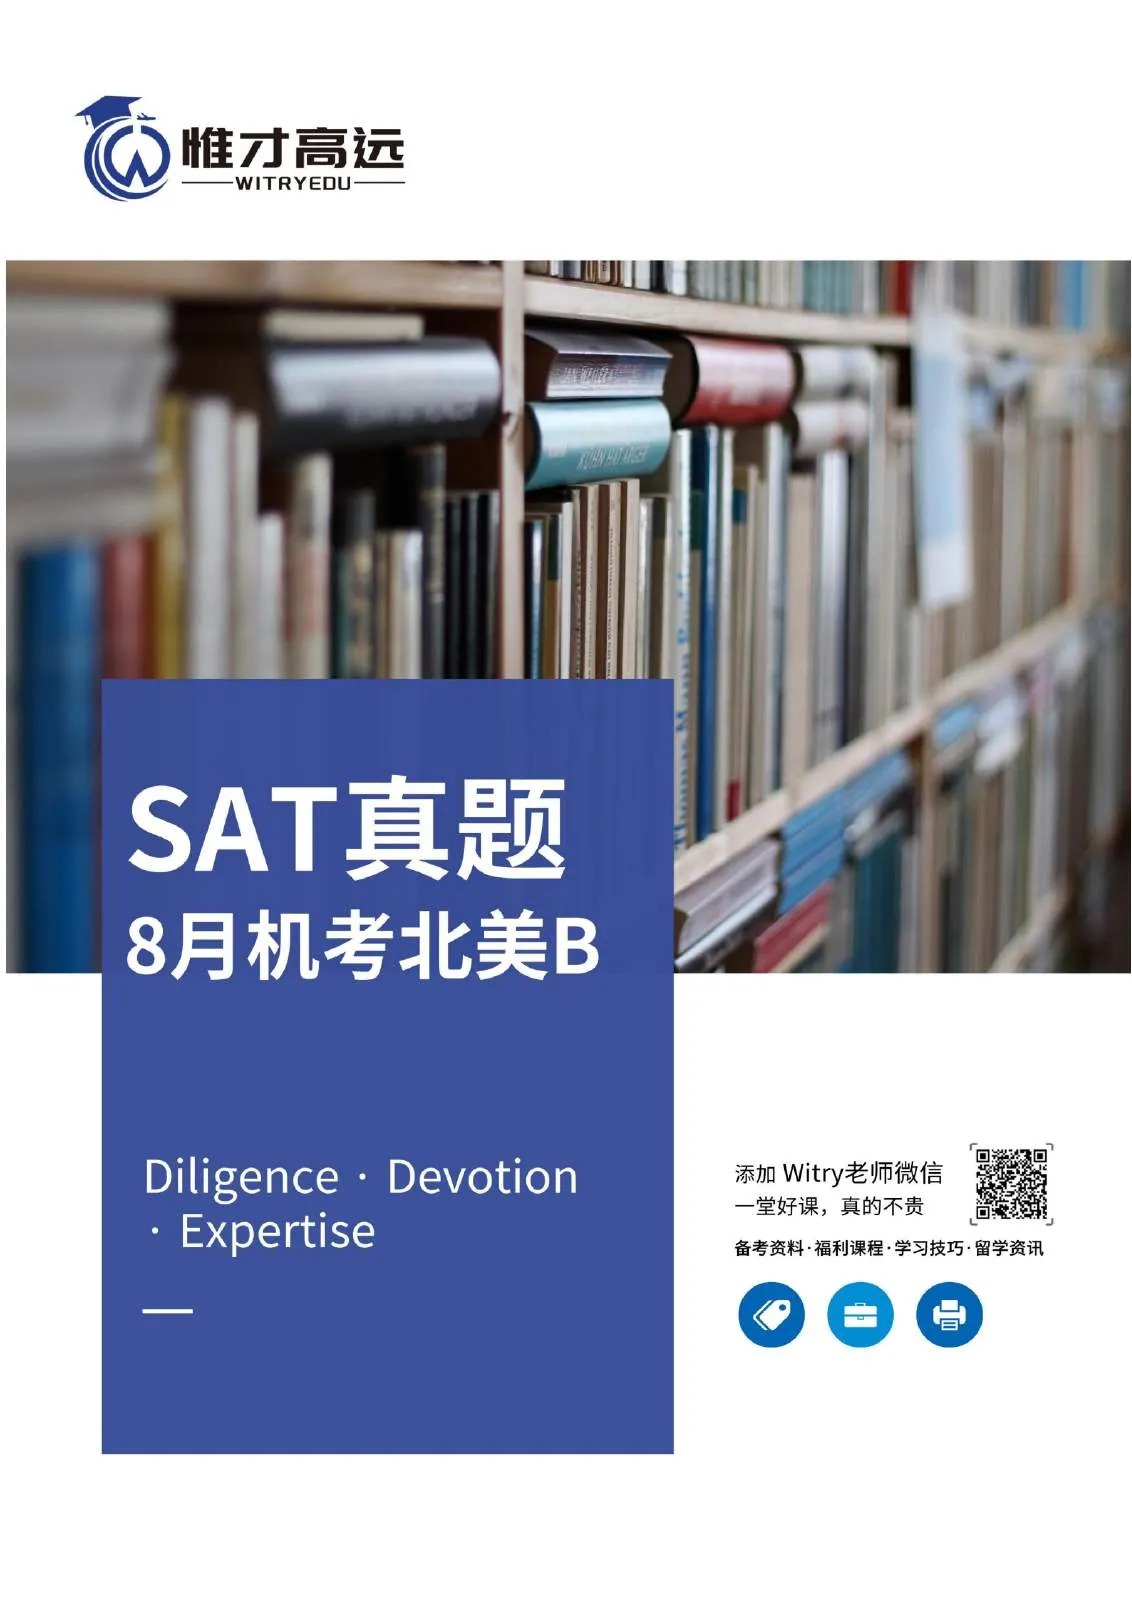 惟才高远
WITRYEDU
SAT真题
8月机考北美B
Diligence · Devotion
· Expertise
添加 Witry老师微信
一堂好课，真的不贵
备考资料·福利课程·学习技巧·留学资讯